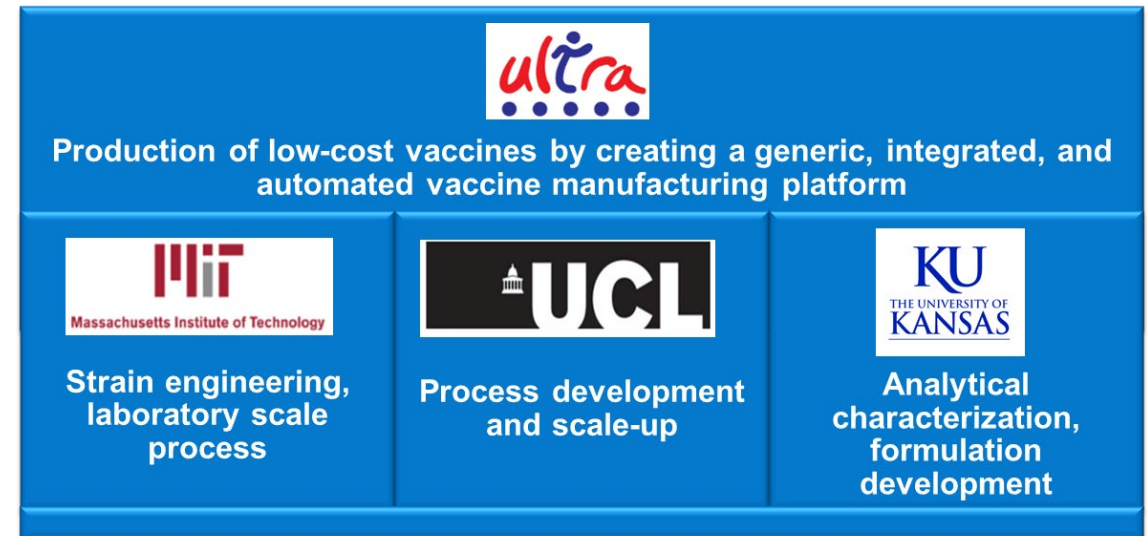 ultra
Production of low-cost vaccines by creating a generic, integrated, and
automated vaccine manufacturing platform
MiT
Massachusetts Institute of Technology
Strain engineering,
laboratory scale
process
UCL
Process development
and scale-up
KU
THE UNIVERSITY OF
KANSAS
Analytical
characterization,
formulation
development